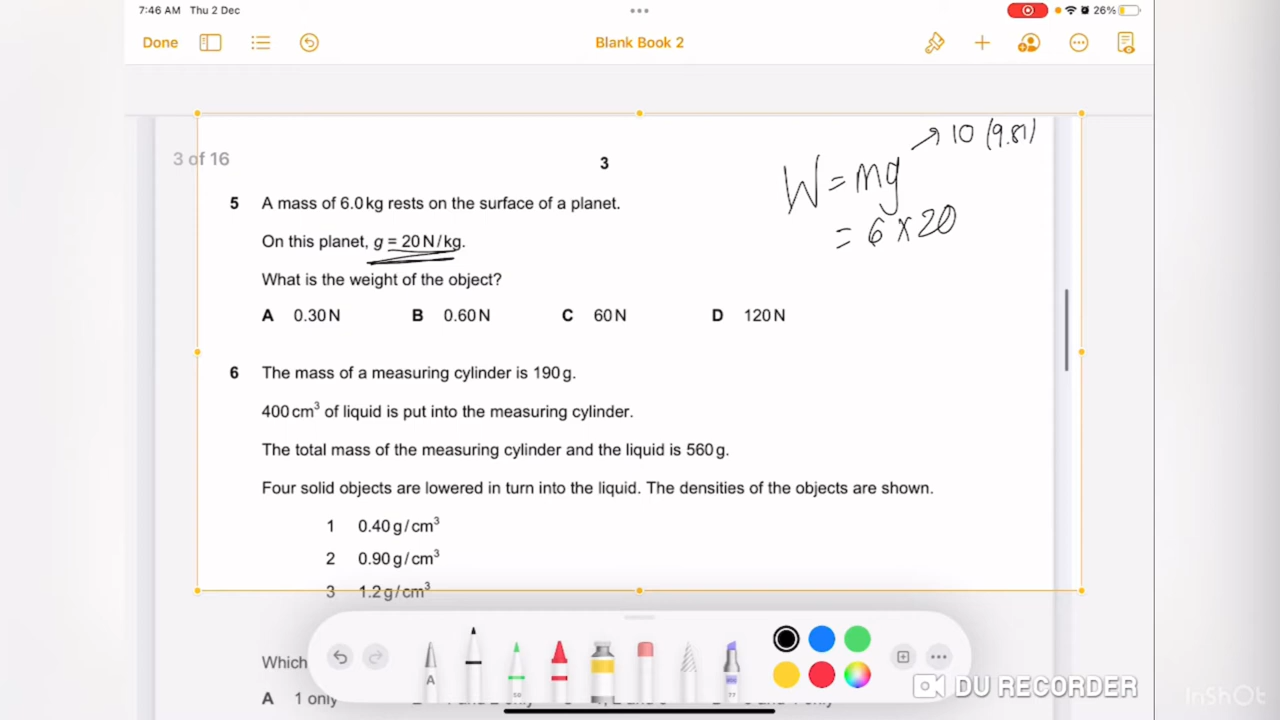 7:46 AM Thu 2 Dec
26%
Done
Blank Book 2
3 of 16
3
W = mg → 10 (9.81)
= 6 × 20
5 A mass of 6.0 kg rests on the surface of a planet.
On this planet, g = 20 N/kg.
What is the weight of the object?
A 0.30 N B 0.60 N C 60 N D 120 N
6 The mass of a measuring cylinder is 190 g.
400 cm³ of liquid is put into the measuring cylinder.
The total mass of the measuring cylinder and the liquid is 560 g.
Four solid objects are lowered in turn into the liquid. The densities of the objects are shown.
1 0.40 g/cm³
2 0.90 g/cm³
3 1.2 g/cm³
Which
A 1 only
A
50
77
DU RECORDER
InShOt